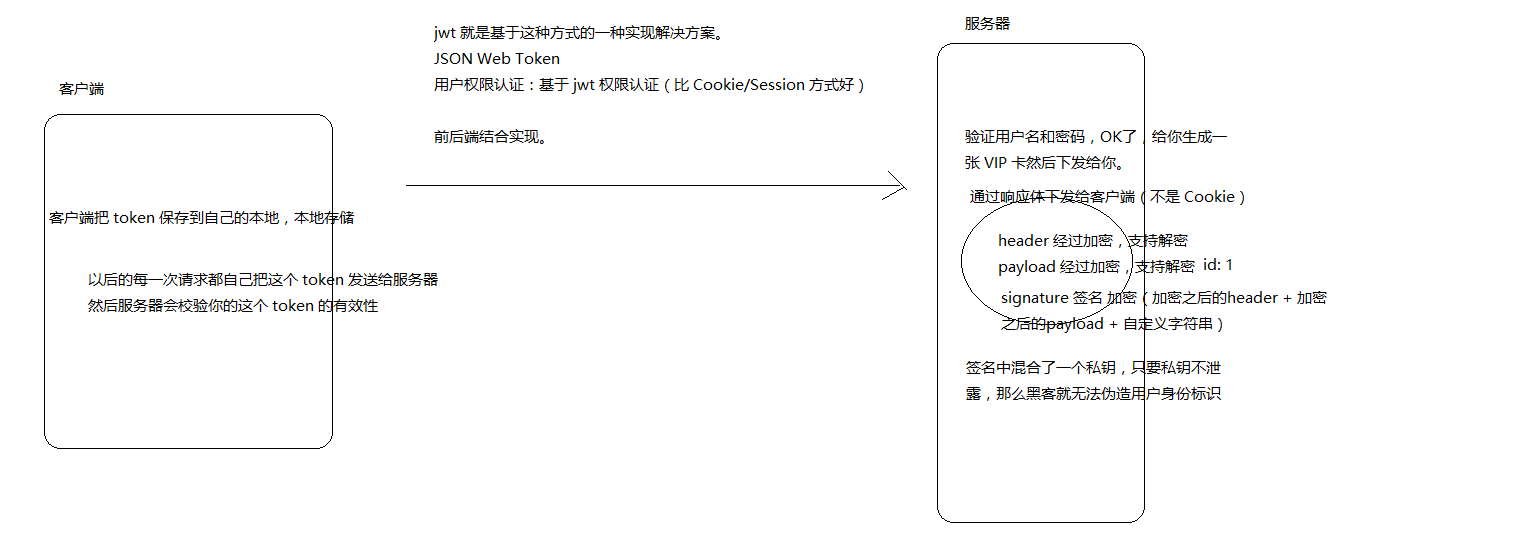 客户端
客户端把 token 保存到自己的本地，本地存储
以后的每一次请求都自己把这个 token 发送给服务器
然后服务器会校验你的这个 token 的有效性
jwt 就是基于这种方式的一种实现解决方案。
JSON Web Token
用户权限认证：基于 jwt 权限认证（比 Cookie/Session 方式好）
前后端结合实现。
服务器
验证用户名和密码，OK了，给你生成一
张 VIP 卡然后下发给你。
通过响应体下发给客户端（不是 Cookie）
header 经过加密，支持解密
payload 经过加密，支持解密 id: 1
signature 签名 加密（加密之后的header + 加密
之后的payload + 自定义字符串）
签名中混合了一个私钥，只要私钥不泄
露，那么黑客就无法伪造用户身份标识